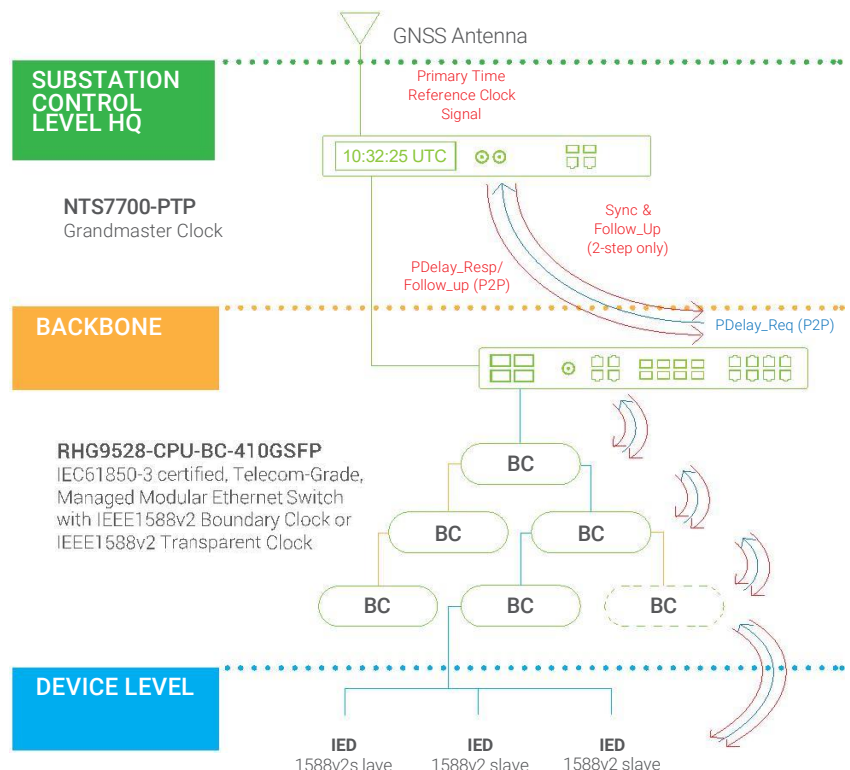 GNSS Antenna
SUBSTATION
CONTROL
LEVEL HQ
Primary Time
Reference Clock
Signal
10:32:25 UTC
NTS7700-PTP
Grandmaster Clock
Sync &
Follow_Up
(2-step only)
PDelay_Resp/
Follow_up (P2P)
BACKBONE
PDelay_Req (P2P)
RHG9528-CPU-BC-410GSFP
IEC61850-3 certified, Telecom-Grade,
Managed Modular Ethernet Switch
with IEEE1588v2 Boundary Clock or
IEEE1588v2 Transparent Clock
BC
BC
BC
BC
BC
BC
DEVICE LEVEL
IED
1588v2s lave
IED
1588v2 slave
IED
1588v2 slave